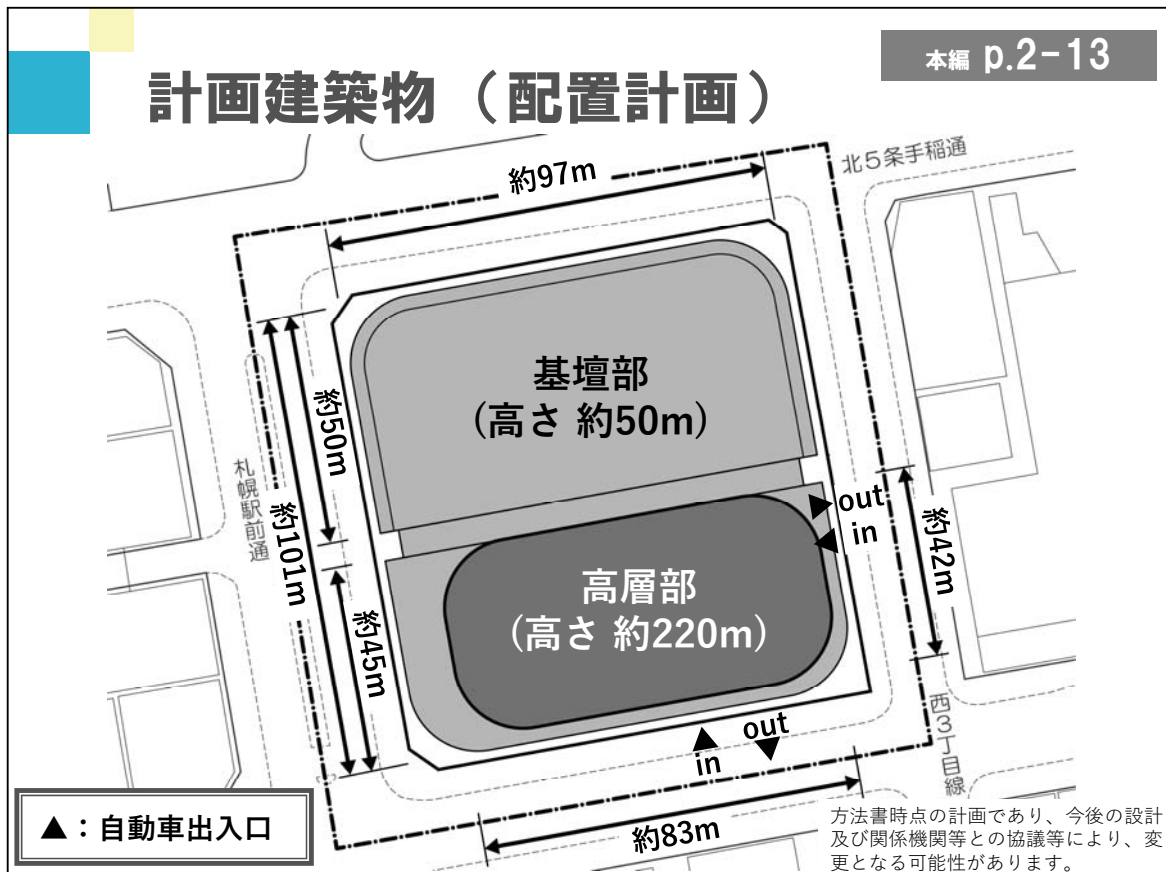 本編 p.2-13
計画建築物（配置計画）
約97m
北5条手稲通
基壇部
(高さ 約50m)
約50m
札幌駅前通
約101m
out
in
約42m
高層部
(高さ 約220m)
約45m
西3丁目線
out
in
約83m
▲：自動車出入口
方法書時点の計画であり、今後の設計
及び関係機関等との協議等により、変
更となる可能性があります。